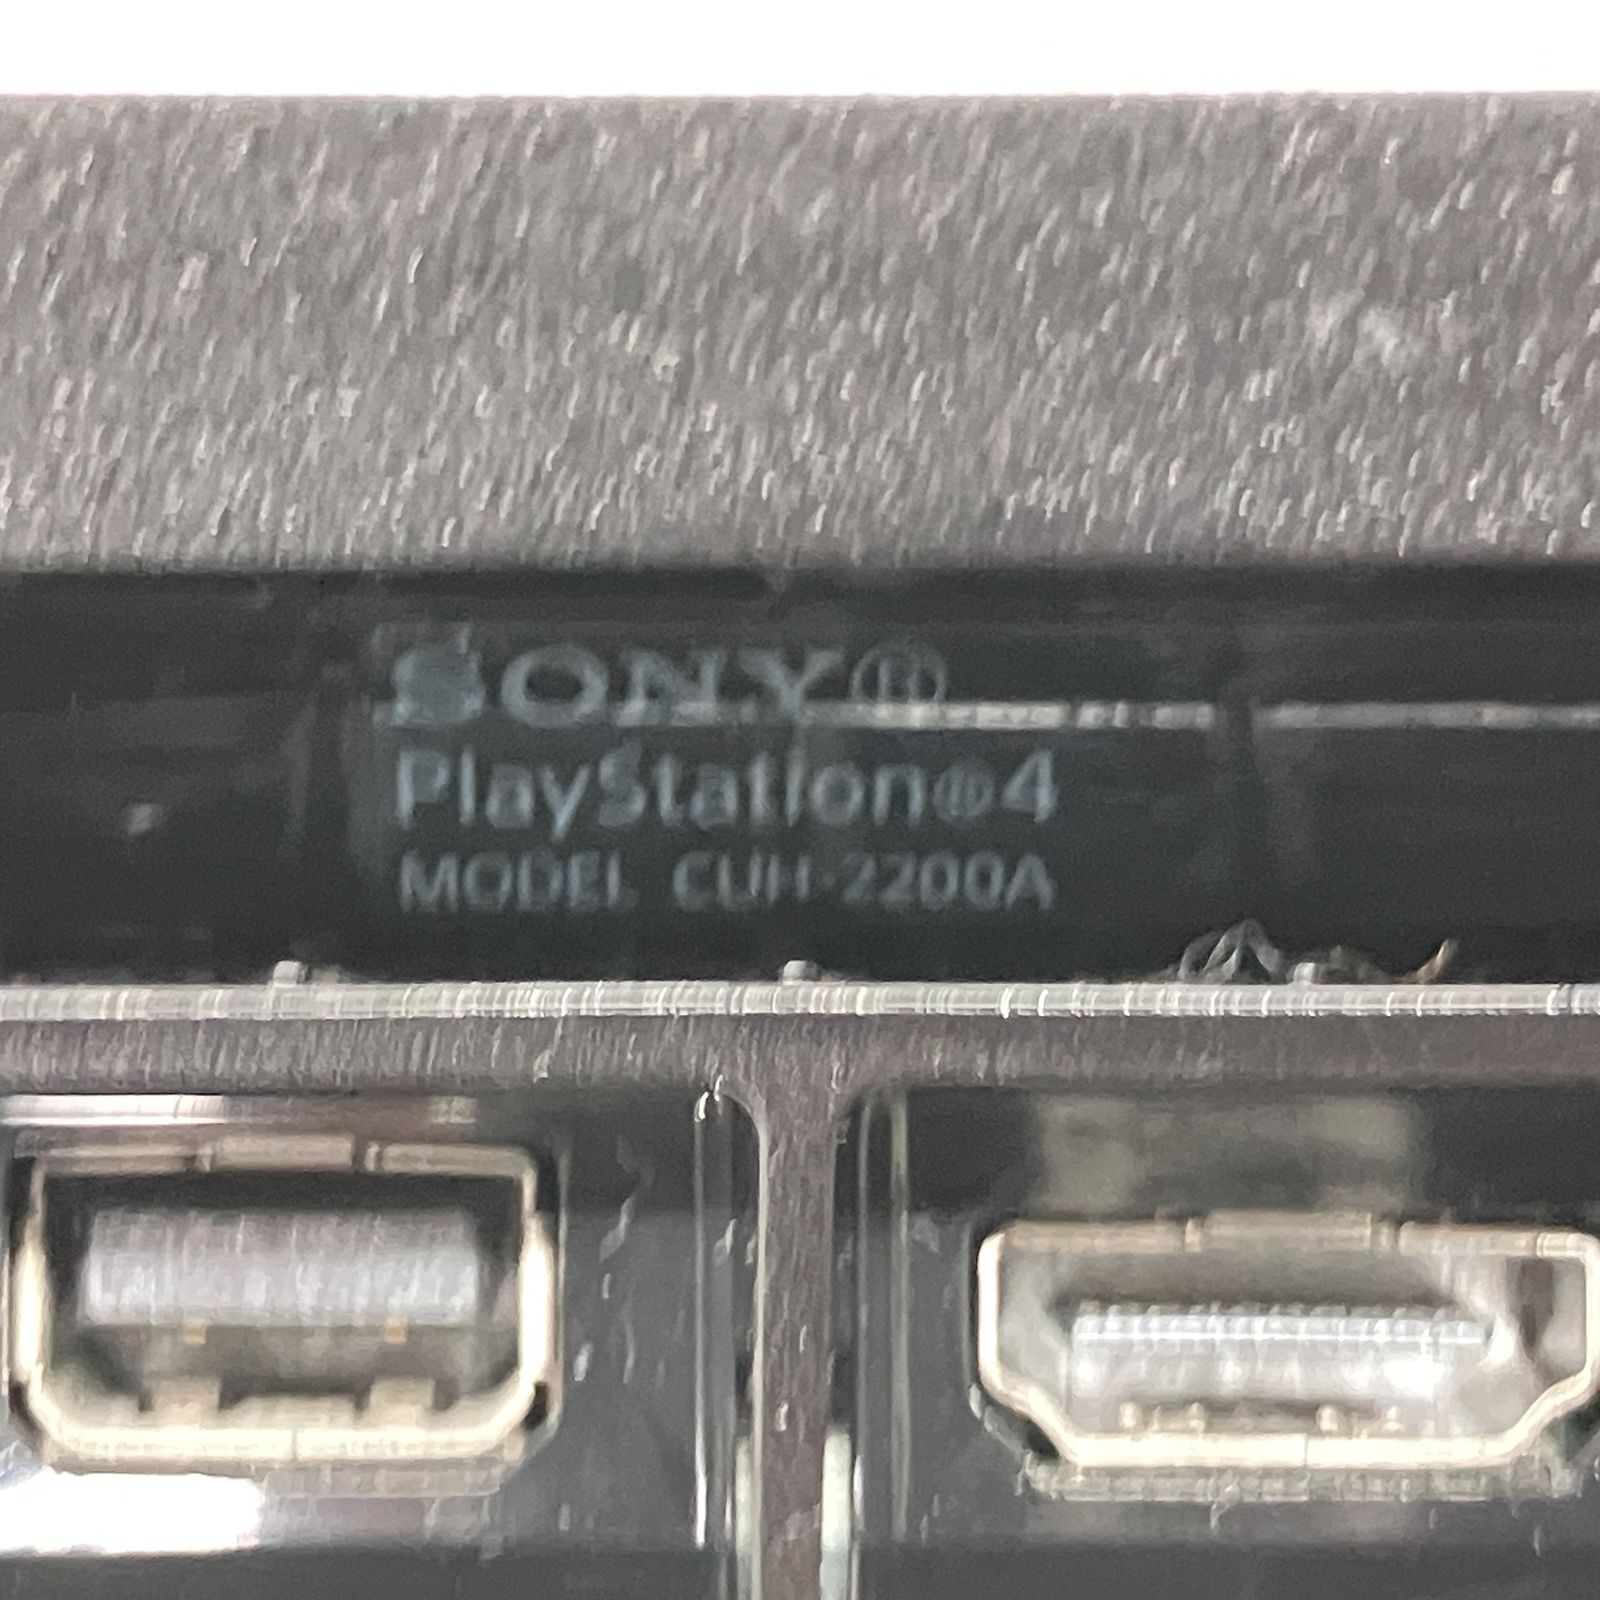 SONY®
PlayStation®4
MODEL CUH-2200A